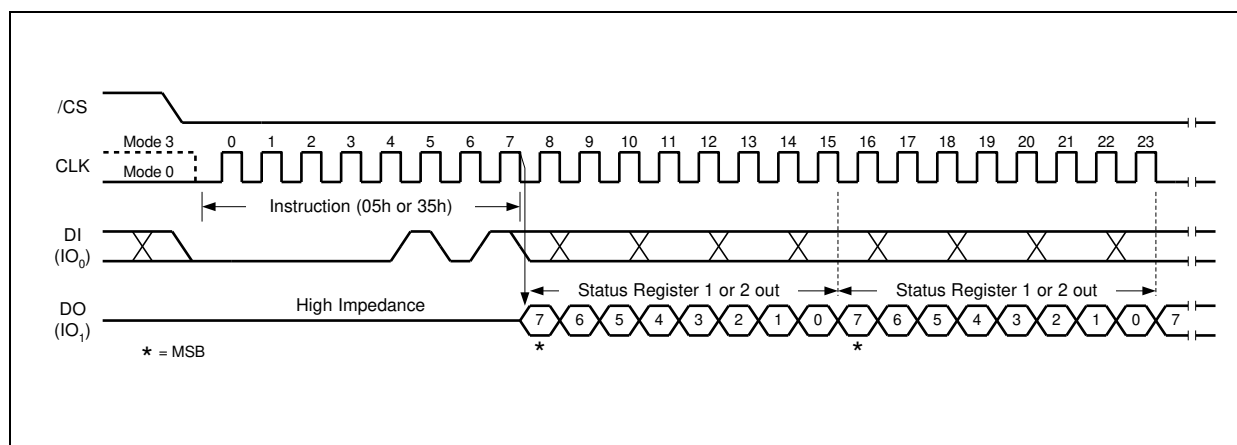 /CS
Mode 3 0 1 2 3 4 5 6 7 8 9 10 11 12 13 14 15 16 17 18 19 20 21 22 23
CLK
Mode 0
Instruction (05h or 35h)
DI
(IO0)
Status Register 1 or 2 out Status Register 1 or 2 out
High Impedance
DO
(IO1)
7 6 5 4 3 2 1 0 7 6 5 4 3 2 1 0 7
* *
* = MSB